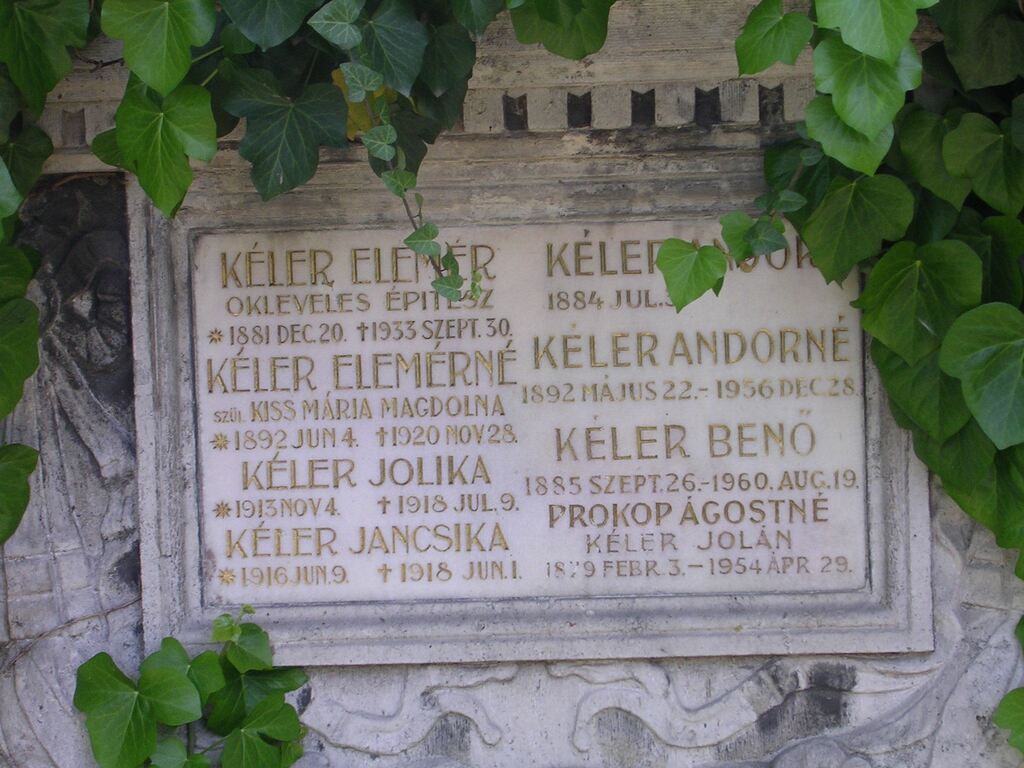 KÉLER ELEMÉR
OKLEVELES ÉPITÉSZ
* 1881 DEC. 20. † 1933 SZEPT. 30.
KÉLER ELEMÉRNÉ
SZÜL. KISS MÁRIA MAGDOLNA
* 1892 JUN 4. † 1920 NOV 28.
KÉLER JOLIKA
* 1913 NOV 4. † 1918 JUL. 9.
KÉLER JANCSIKA
* 1916 JUN. 9. † 1918 JUN. 1.
KÉLER
1884 JUL.
KÉLER ANDORNÉ
1892 MÁJUS 22.- 1956 DEC 28.
KÉLER BENŐ
1885 SZEPT. 26.-1960. AUG. 19.
PROKOP ÁGOSTNÉ
KÉLER JOLÁN
1879 FEBR 3.-1954 ÁPR 29.